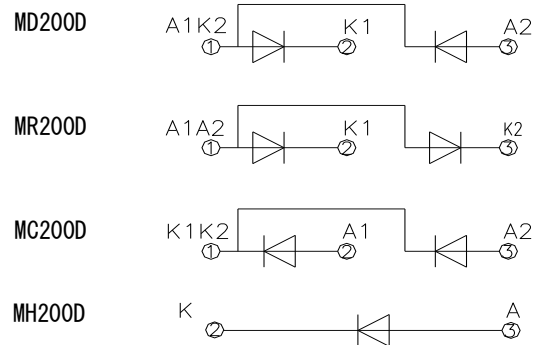 MD200D A1K2 K1 A2
1 2 3
MR200D A1A2 K1 K2
1 2 3
MC200D K1K2 A1 A2
1 2 3
MH200D K A
2 3